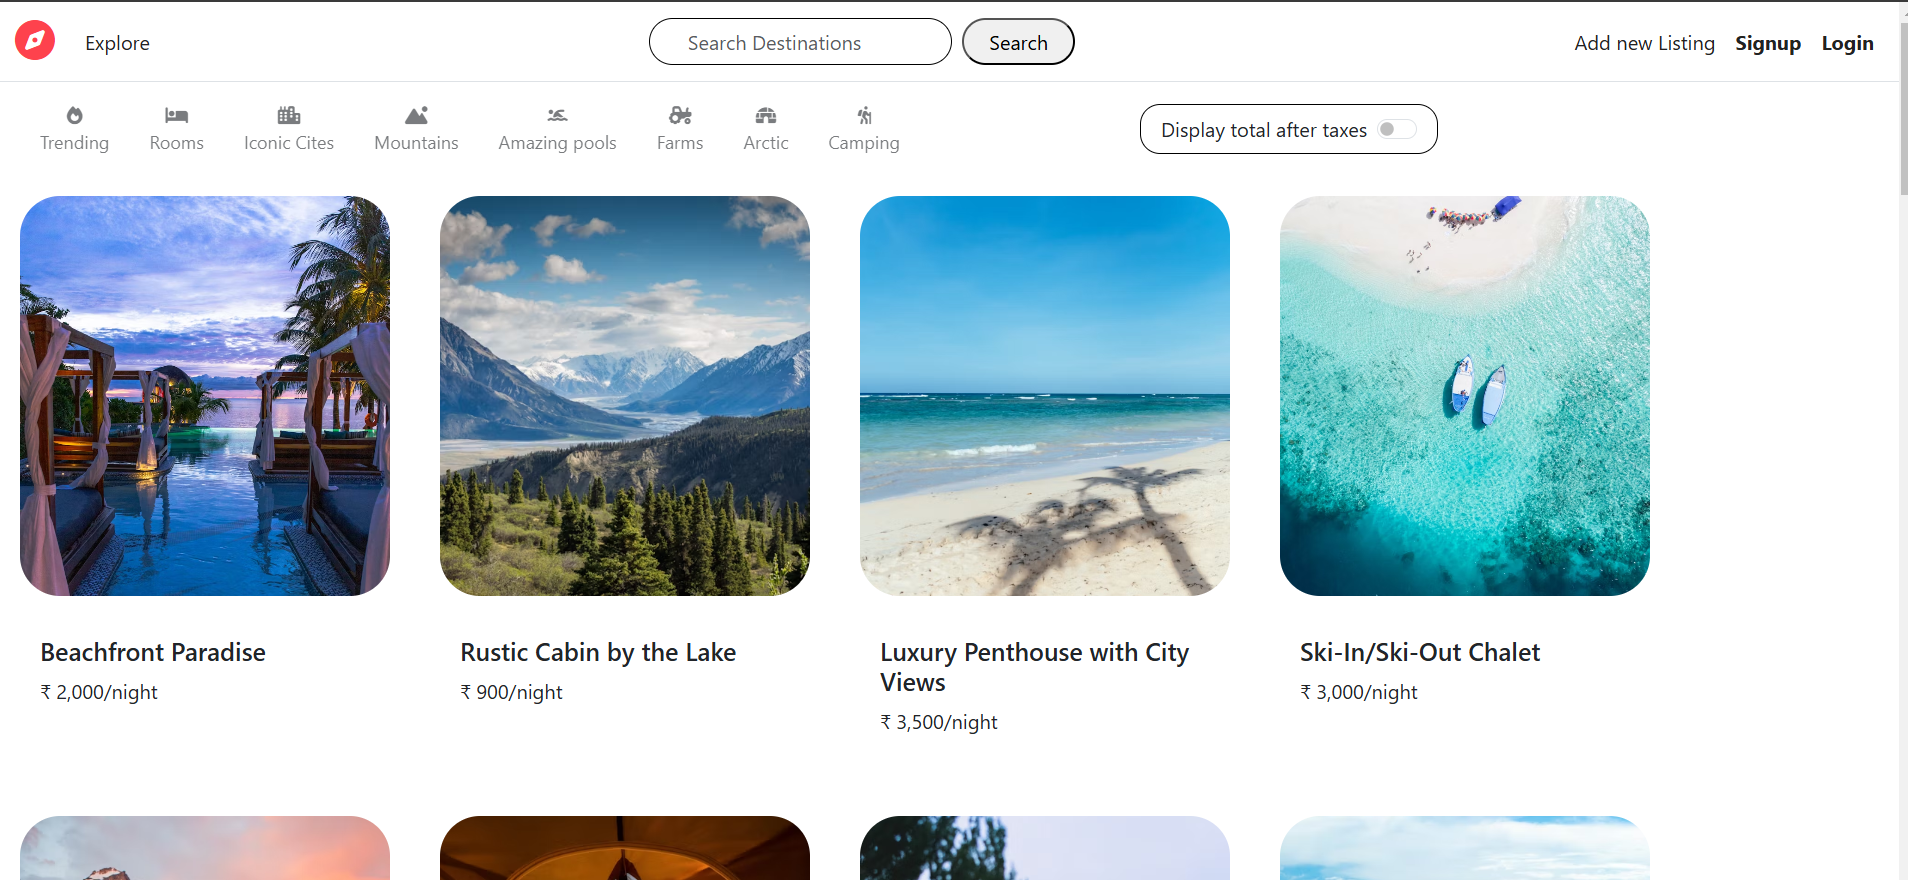 Explore
Search Destinations
Search
Add new Listing
Signup
Login
Trending
Rooms
Iconic Cites
Mountains
Amazing pools
Farms
Arctic
Camping
Display total after taxes
Beachfront Paradise
₹ 2,000/night
Rustic Cabin by the Lake
₹ 900/night
Luxury Penthouse with City
Views
₹ 3,500/night
Ski-In/Ski-Out Chalet
₹ 3,000/night